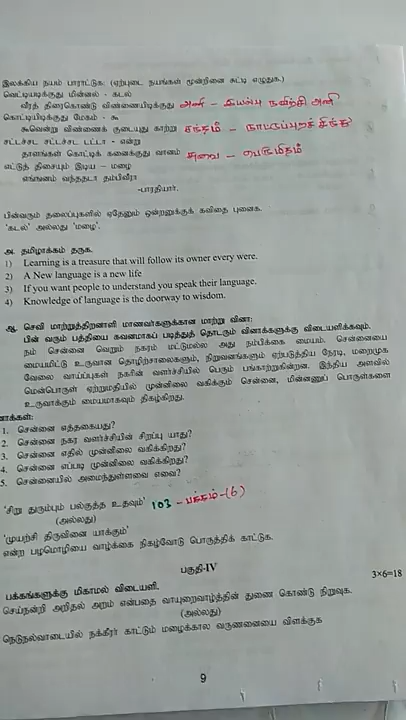 இலக்கிய நயம் பாராட்டுக: (ஏற்புடை நயங்கள் மூன்றினை சுட்டி எழுதுக.)
வெட்டியடிக்குது மின்னல் - கடல்
வீரத் திரைகொண்டு விண்ணையிடிக்குது அணி - இயல்பு நவிற்சி அணி
கொட்டியிடிக்குது மேகம் - கூ
கூவென்று விண்ணைக் குடையுது காற்று சந்தம் - நாட்டுப்புறச் சிந்து
சட்டச்சட சட்டச்சட டட்டா - என்று
தாளங்கள் கொட்டிக் கனைக்குது வானம் சுவை - பெருமிதம்
எட்டுத் திசையும் இடிய - மழை
எங்ஙனம் வந்ததடா தம்பிவீரா
-பாரதியார்.
பின்வரும் தலைப்புகளில் ஏதேனும் ஒன்றனுக்குக் கவிதை புனைக.
'கடல்' அல்லது 'மழை'.
அ. தமிழாக்கம் தருக.
1) Learning is a treasure that will follow its owner every were.
2) A New language is a new life
3) If you want people to understand you speak their language.
4) Knowledge of language is the doorway to wisdom.
ஆ. செவி மாற்றுத்திறனாளி மாணவர்களுக்கான மாற்று வினா:
பின் வரும் பத்தியை கவனமாகப் படித்துத் தொடரும் வினாக்களுக்கு விடையளிக்கவும்.
நம் சென்னை வெறும் நகரம் மட்டுமல்ல அது நம்பிக்கை மையம். சென்னையை
மையமிட்டு உருவான தொழிற்சாலைகளும், நிறுவனங்களும் ஏற்படுத்திய நேரடி, மறைமுக
வேலை வாய்ப்புகள் நகரின் வளர்ச்சியில் பெரும் பங்காற்றுகின்றன. இந்திய அளவில்
மென்பொருள் ஏற்றுமதியில் முன்னிலை வகிக்கும் சென்னை, மின்னணுப் பொருள்களை
உருவாக்கும் மையமாகவும் திகழ்கிறது.
னாக்கள்:
1. சென்னை எத்தகையது?
2. சென்னை நகர வளர்ச்சியின் சிறப்பு யாது?
3. சென்னை எதில் முன்னிலை வகிக்கிறது?
4. சென்னை எப்படி முன்னிலை வகிக்கிறது?
5. சென்னையில் அமைந்துள்ளவை எவை?
'சிறு துரும்பும் பல்குத்த உதவும்' 103 - பக்கம் - (6)
(அல்லது)
'முயற்சி திருவினை யாக்கும்'
என்ற பழமொழியை வாழ்க்கை நிகழ்வோடு பொருத்திக் காட்டுக.
பகுதி-IV
பக்கங்களுக்கு மிகாமல் விடையளி. 3×6=18
செய்நன்றி அறிதல் அறம் என்பதை வாயுறைவாழ்த்தின் துணை கொண்டு நிறுவுக.
(அல்லது)
நெடுநல்வாடையில் நக்கீரர் காட்டும் மழைக்கால வருணனையை விளக்குக
9